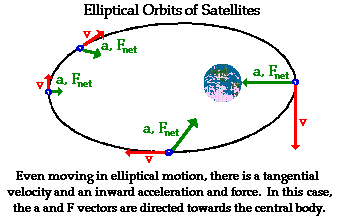 Elliptical Orbits of Satellites
v
a, Fnet
a, Fnet
v
a, Fnet
v
v
Even moving in elliptical motion, there is a tangential
velocity and an inward acceleration and force. In this case,
the a and F vectors are directed towards the central body.